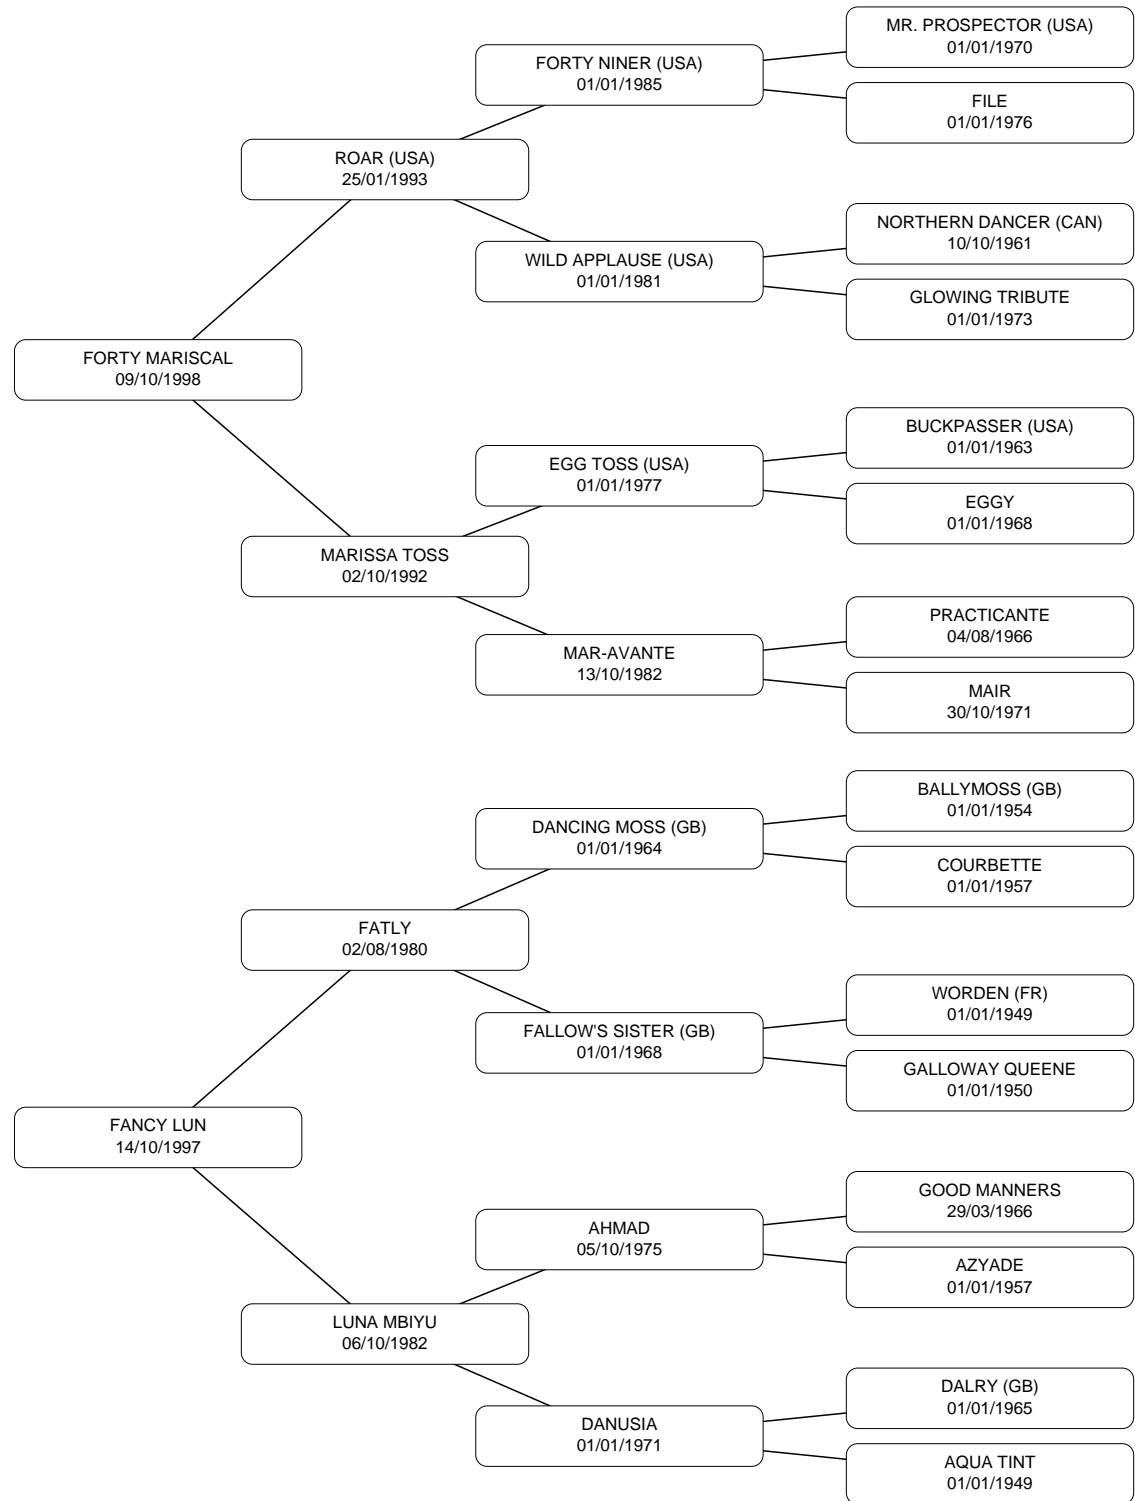 MR. PROSPECTOR (USA)
01/01/1970
FORTY NINER (USA)
01/01/1985
FILE
01/01/1976
ROAR (USA)
25/01/1993
NORTHERN DANCER (CAN)
10/10/1961
WILD APPLAUSE (USA)
01/01/1981
GLOWING TRIBUTE
01/01/1973
FORTY MARISCAL
09/10/1998
BUCKPASSER (USA)
01/01/1963
EGG TOSS (USA)
01/01/1977
EGGY
01/01/1968
MARISSA TOSS
02/10/1992
PRACTICANTE
04/08/1966
MAR-AVANTE
13/10/1982
MAIR
30/10/1971
BALLYMOSS (GB)
01/01/1954
DANCING MOSS (GB)
01/01/1964
COURBETTE
01/01/1957
FATLY
02/08/1980
WORDEN (FR)
01/01/1949
FALLOW'S SISTER (GB)
01/01/1968
GALLOWAY QUEENE
01/01/1950
FANCY LUN
14/10/1997
GOOD MANNERS
29/03/1966
AHMAD
05/10/1975
AZYADE
01/01/1957
LUNA MBIYU
06/10/1982
DALRY (GB)
01/01/1965
DANUSIA
01/01/1971
AQUA TINT
01/01/1949